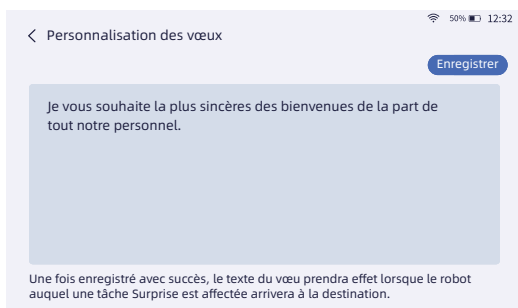 50% 12:32
Personnalisation des vœux
Enregistrer
Je vous souhaite la plus sincères des bienvenues de la part de
tout notre personnel.
Une fois enregistré avec succès, le texte du vœu prendra effet lorsque le robot
auquel une tâche Surprise est affectée arrivera à la destination.